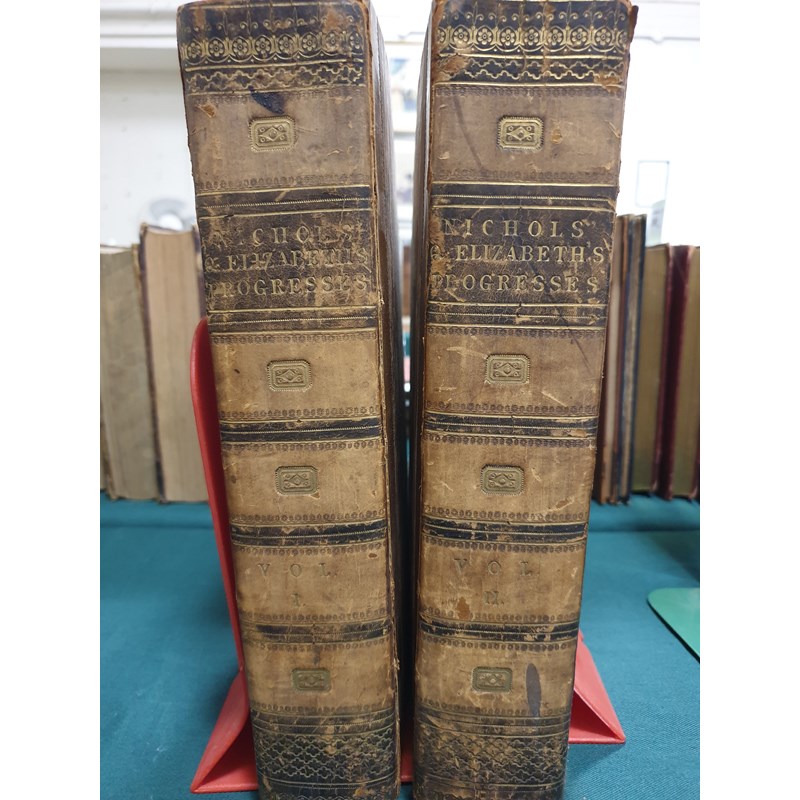 NICHOLS
Q. ELIZABETH'S
PROGRESSES
VOL.
I.
NICHOLS
Q. ELIZABETH'S
PROGRESSES
VOL.
II.